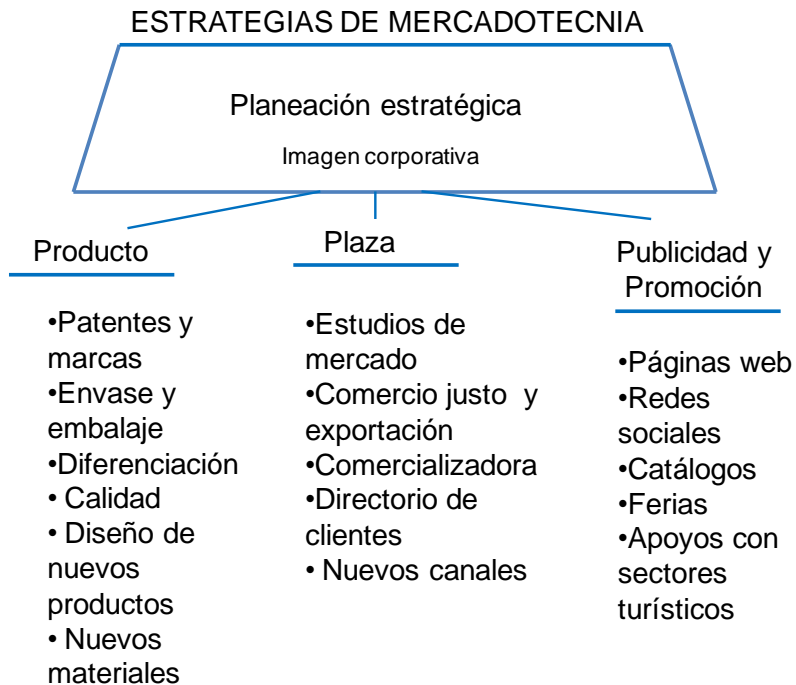 ESTRATEGIAS DE MERCADOTECNIA
Planeación estratégica
Imagen corporativa
Producto
•Patentes y
marcas
•Envase y
embalaje
•Diferenciación
• Calidad
• Diseño de
nuevos
productos
• Nuevos
materiales
Plaza
•Estudios de
mercado
•Comercio justo y
exportación
•Comercializadora
•Directorio de
clientes
• Nuevos canales
Publicidad y
Promoción
•Páginas web
•Redes
sociales
•Catálogos
•Ferias
•Apoyos con
sectores
turísticos